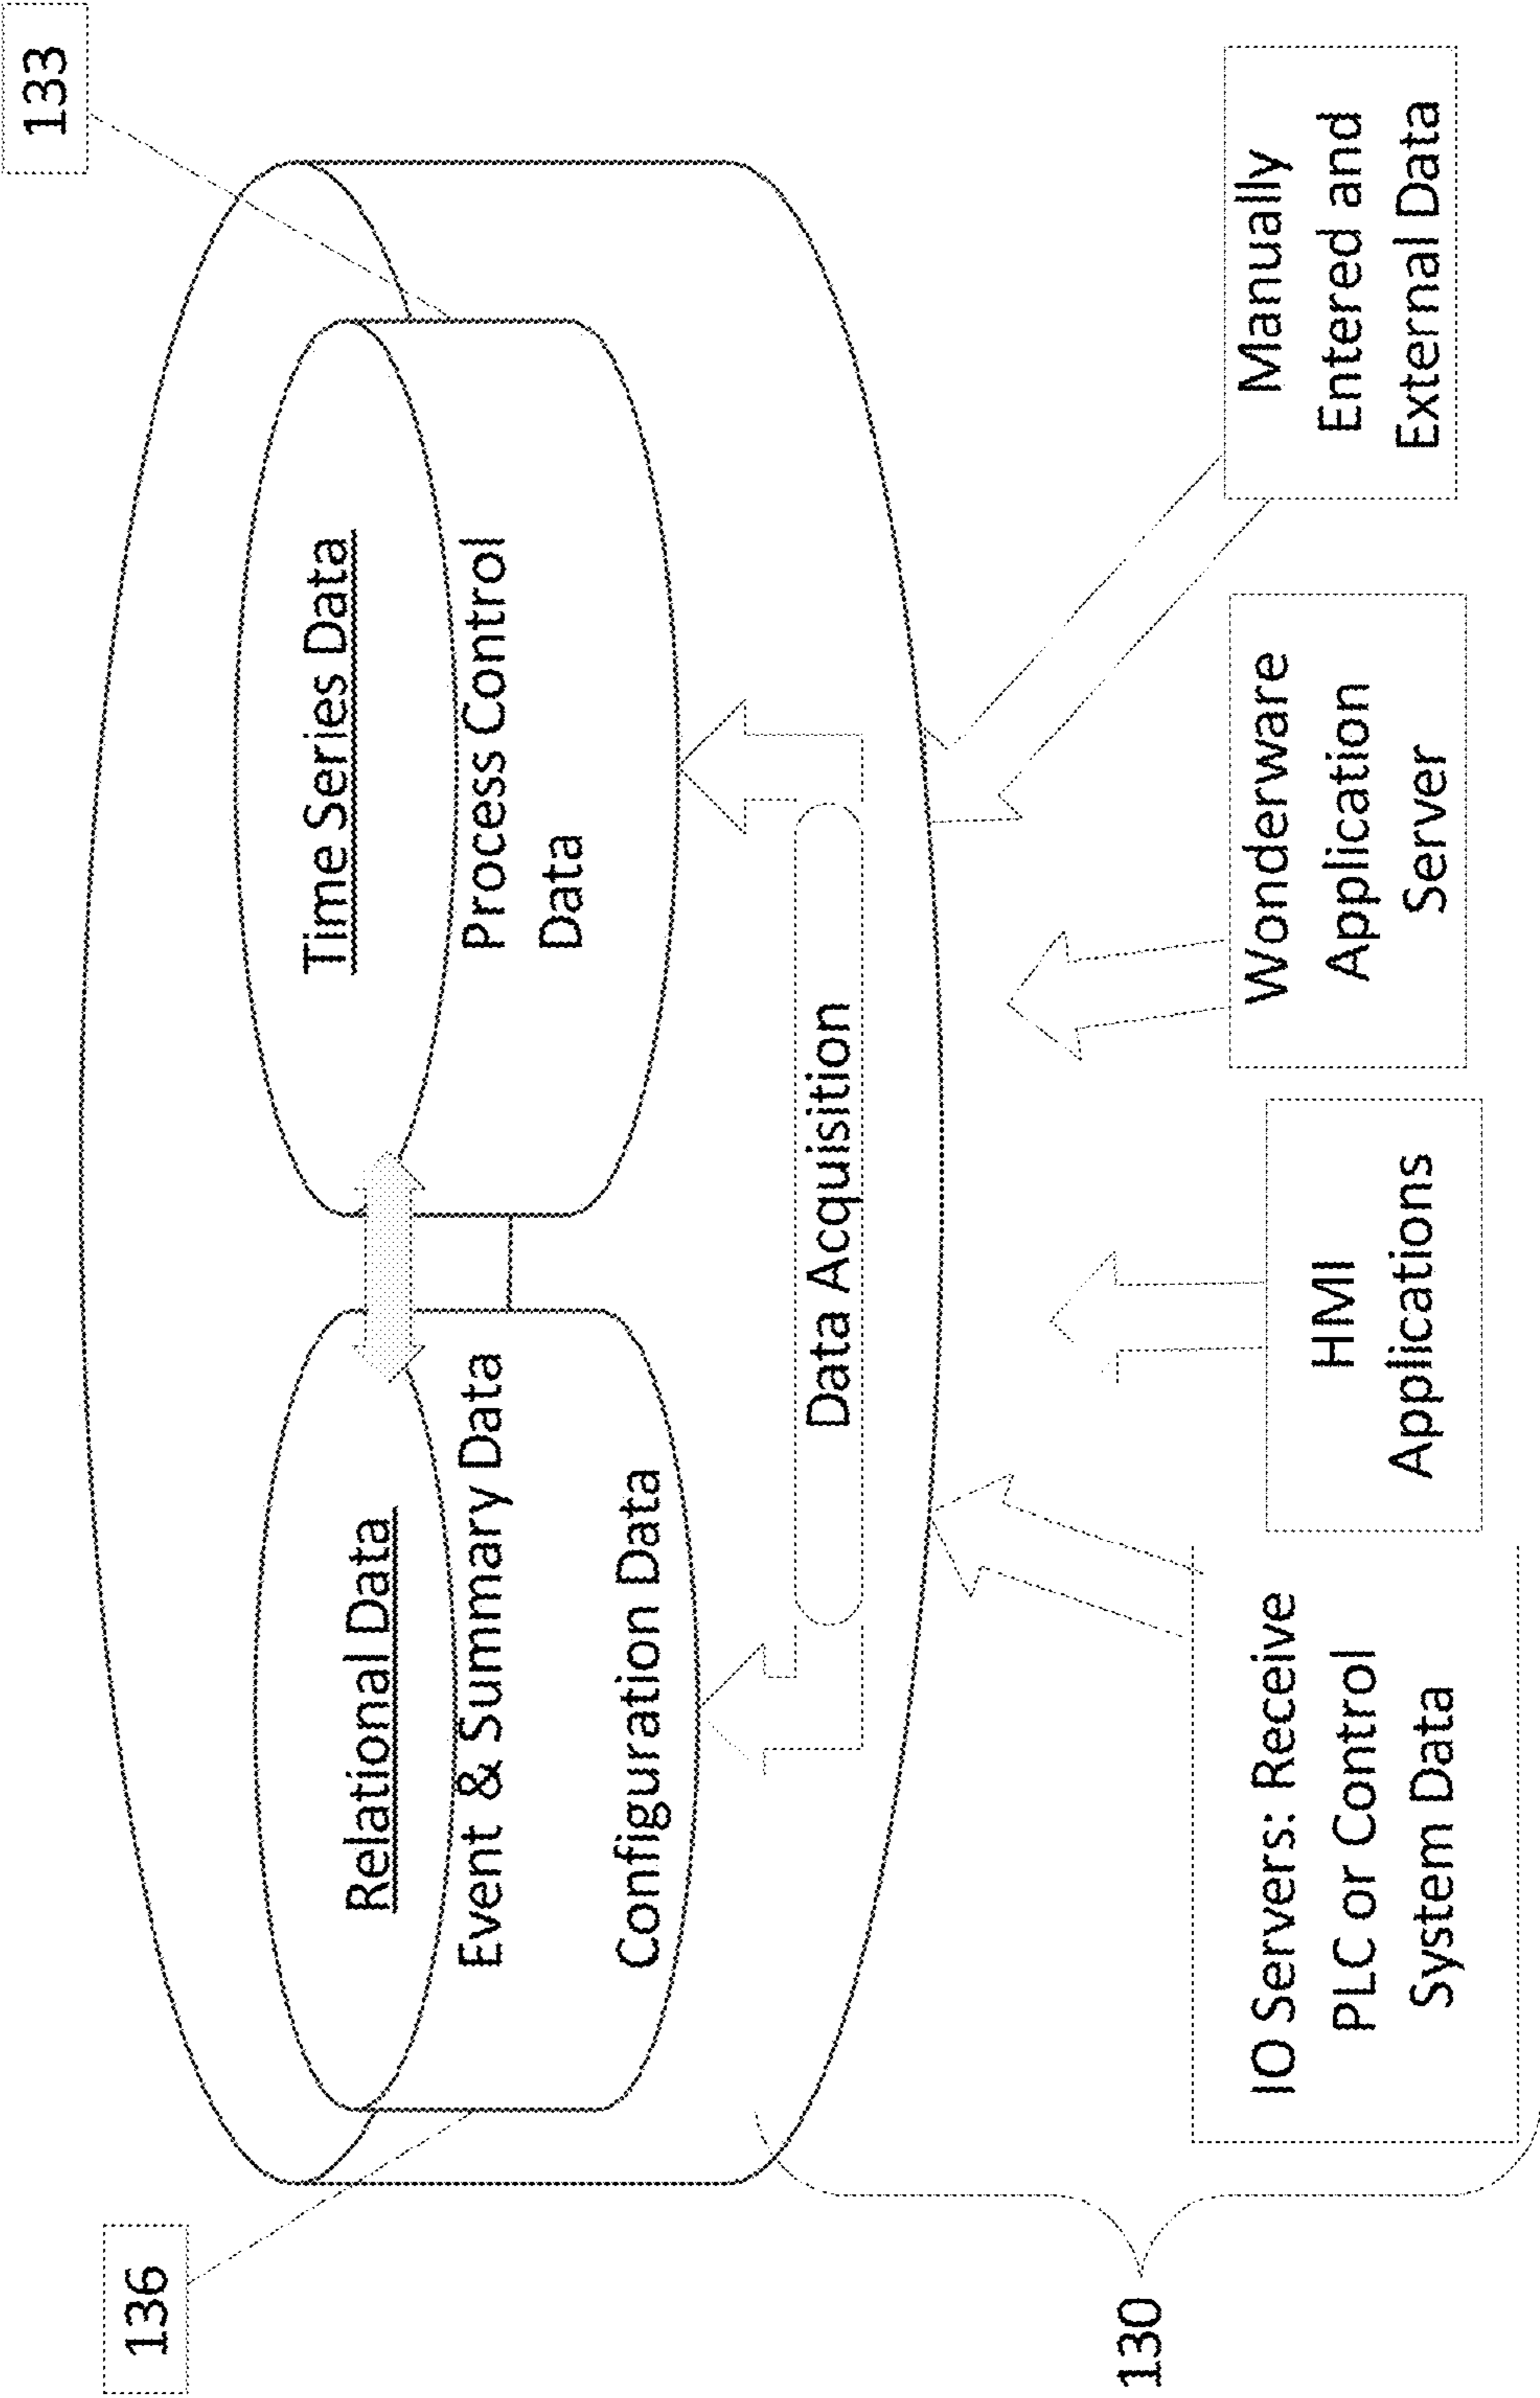 136
133
Relational Data
Event & Summary Data
Configuration Data
Time Series Data
Process Control
Data
Data Acquisition
130
IO Servers: Receive
PLC or Control
System Data
HMI
Applications
Wonderware
Application
Server
Manually
Entered and
External Data